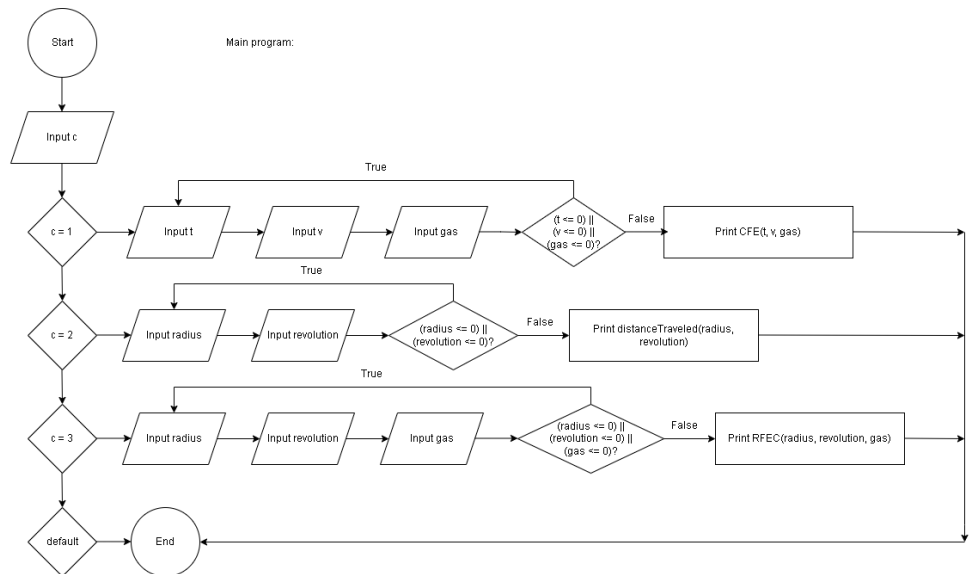 Start
Main program:
Input c
True
c = 1
Input t
Input v
Input gas
(t <= 0) ||
(v <= 0) ||
(gas <= 0)?
False
Print CFE(t, v, gas)
True
c = 2
Input radius
Input revolution
(radius <= 0) ||
(revolution <= 0)?
False
Print distanceTraveled(radius,
revolution)
True
c = 3
Input radius
Input revolution
Input gas
(radius <= 0) ||
(revolution <= 0) ||
(gas <= 0)?
False
Print RFEC(radius, revolution, gas)
default
End